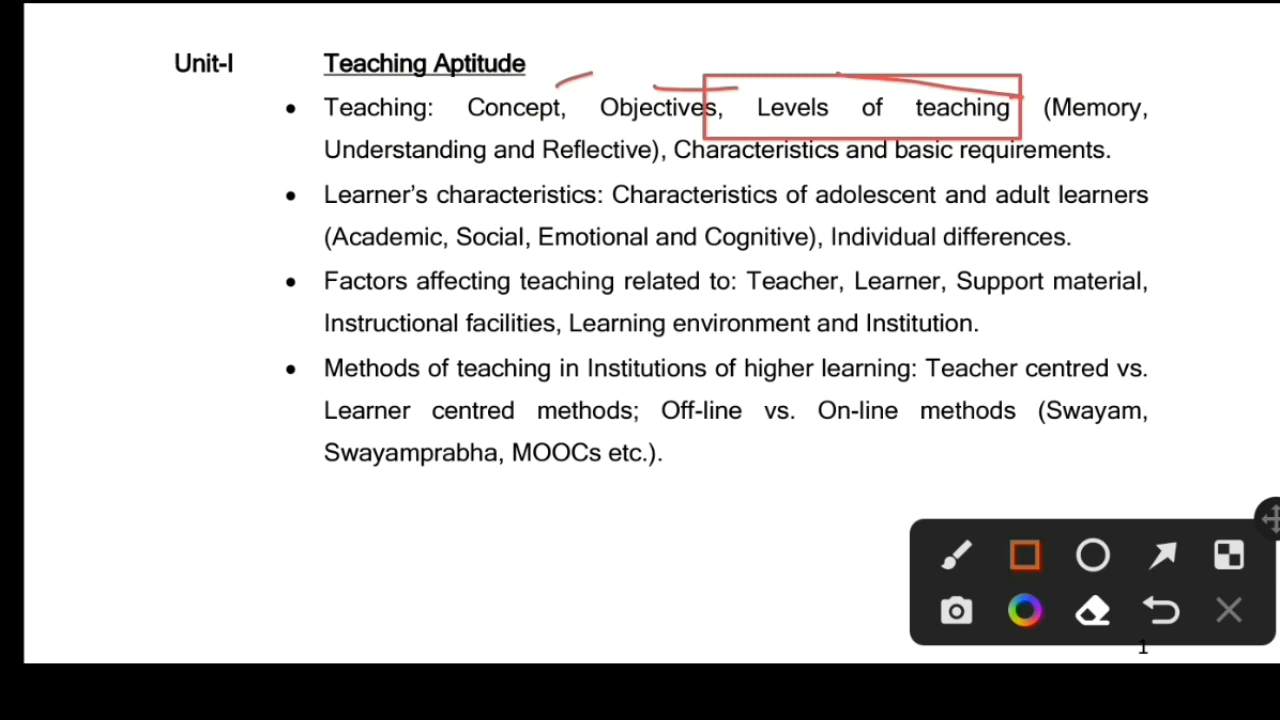 Unit-I Teaching Aptitude
• Teaching: Concept, Objectives, Levels of teaching (Memory,
Understanding and Reflective), Characteristics and basic requirements.
• Learner’s characteristics: Characteristics of adolescent and adult learners
(Academic, Social, Emotional and Cognitive), Individual differences.
• Factors affecting teaching related to: Teacher, Learner, Support material,
Instructional facilities, Learning environment and Institution.
• Methods of teaching in Institutions of higher learning: Teacher centred vs.
Learner centred methods; Off-line vs. On-line methods (Swayam,
Swayamprabha, MOOCs etc.).
1